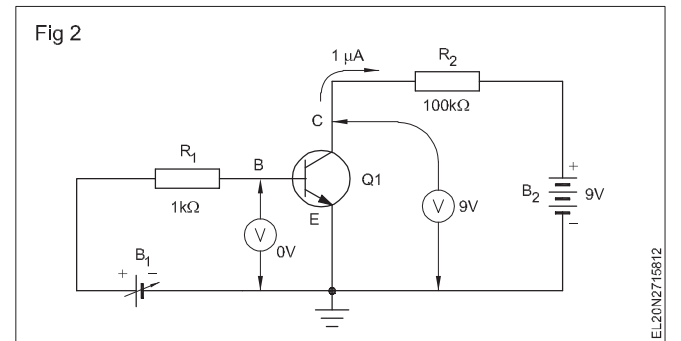 Fig 2
1 µA
R2
100kΩ
C
R1
B
1kΩ
Q1
E
V
0V
V
9V
B2
+
9V
–
B1
+ –
EL20N2715812